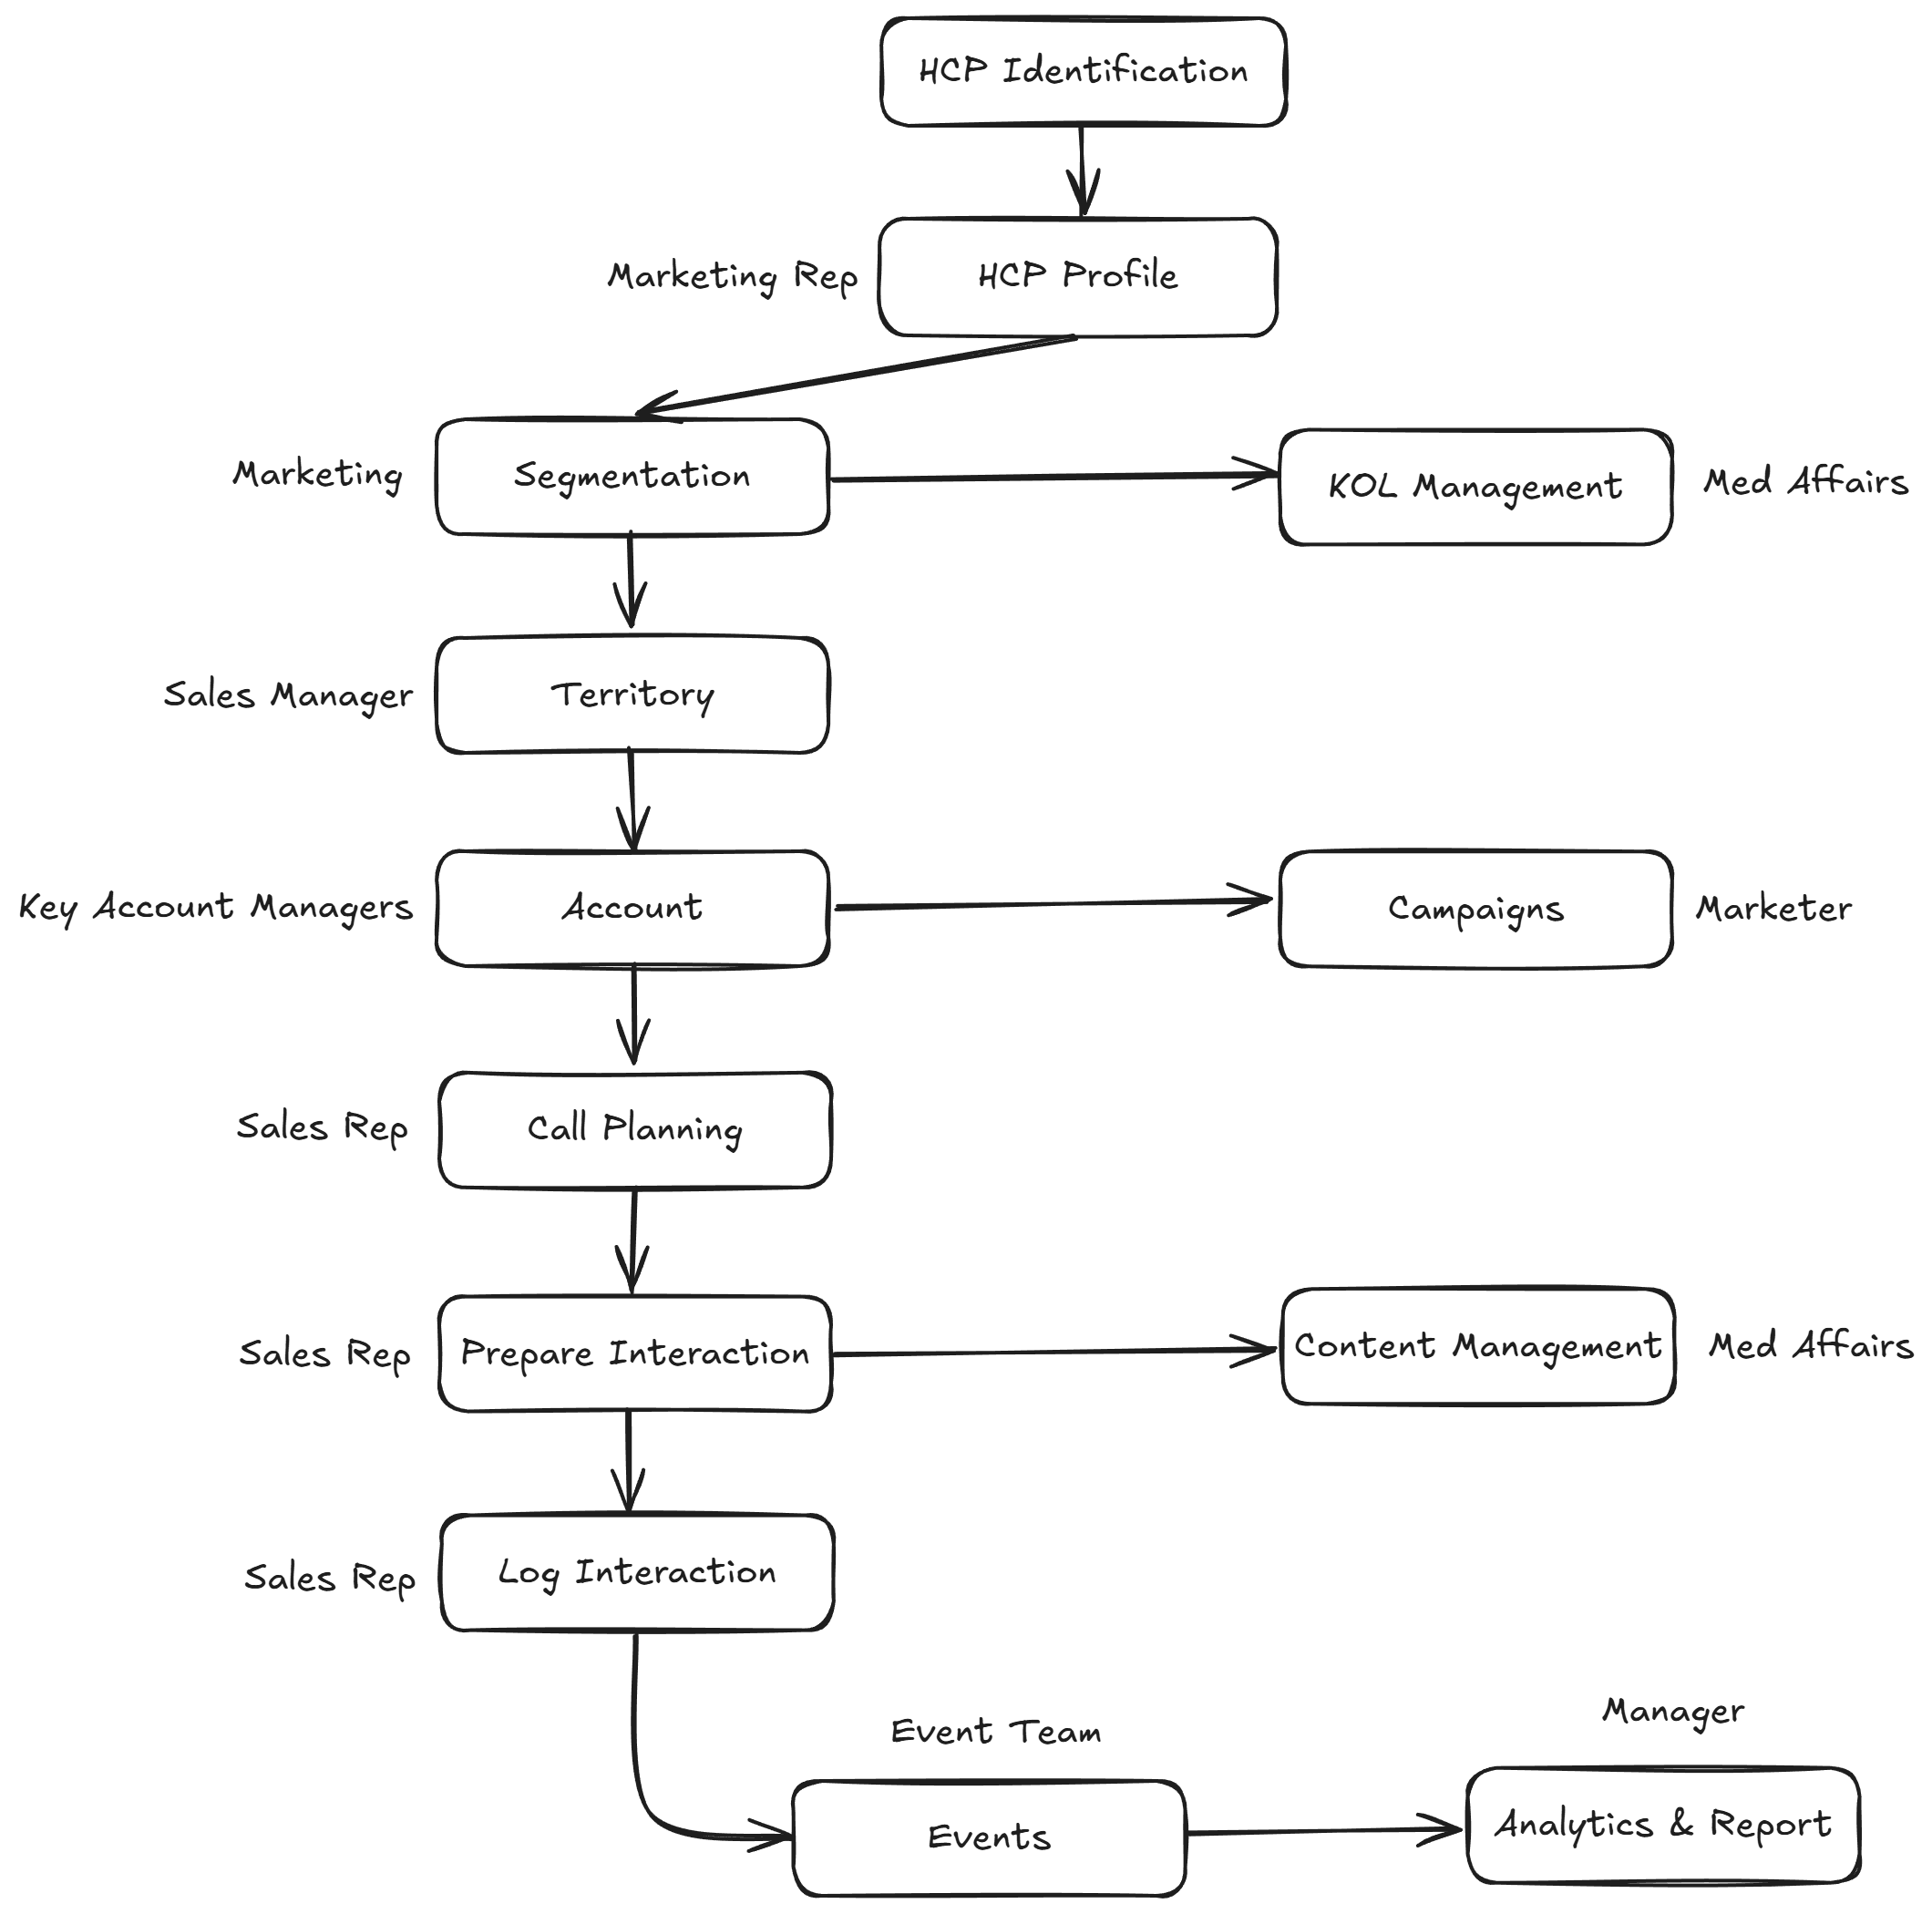 HCP Identification
Marketing Rep
HCP Profile
Marketing
Segmentation
KOL Management
Med Affairs
Sales Manager
Territory
Key Account Managers
Account
Campaigns
Marketer
Sales Rep
Call Planning
Sales Rep
Prepare Interaction
Content Management
Med Affairs
Sales Rep
Log Interaction
Event Team
Manager
Events
Analytics & Report